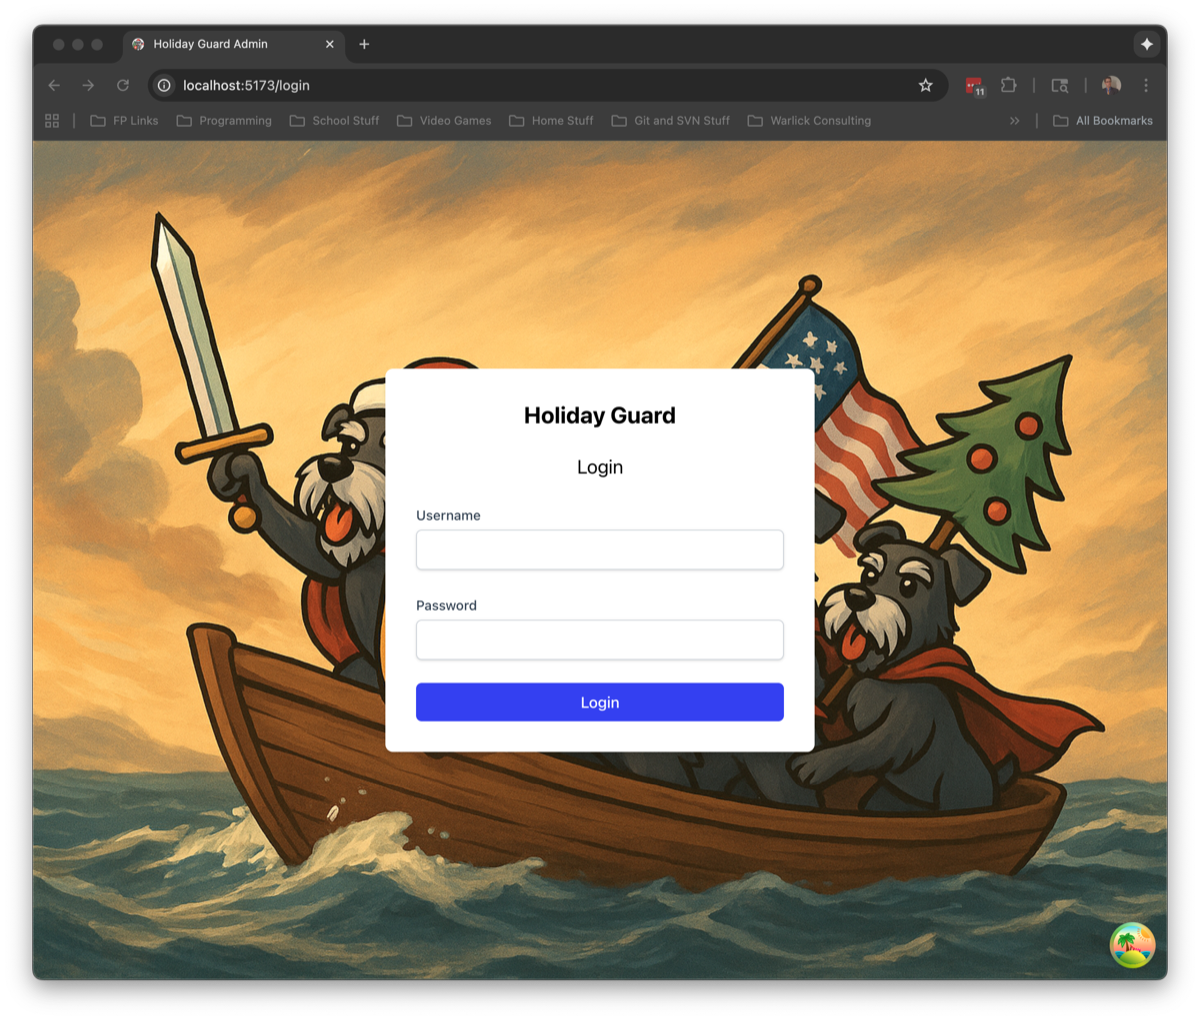 Holiday Guard Admin
localhost:5173/login
11
FP Links
Programming
School Stuff
Video Games
Home Stuff
Git and SVN Stuff
Warlick Consulting
All Bookmarks
Holiday Guard
Login
Username
Password
Login